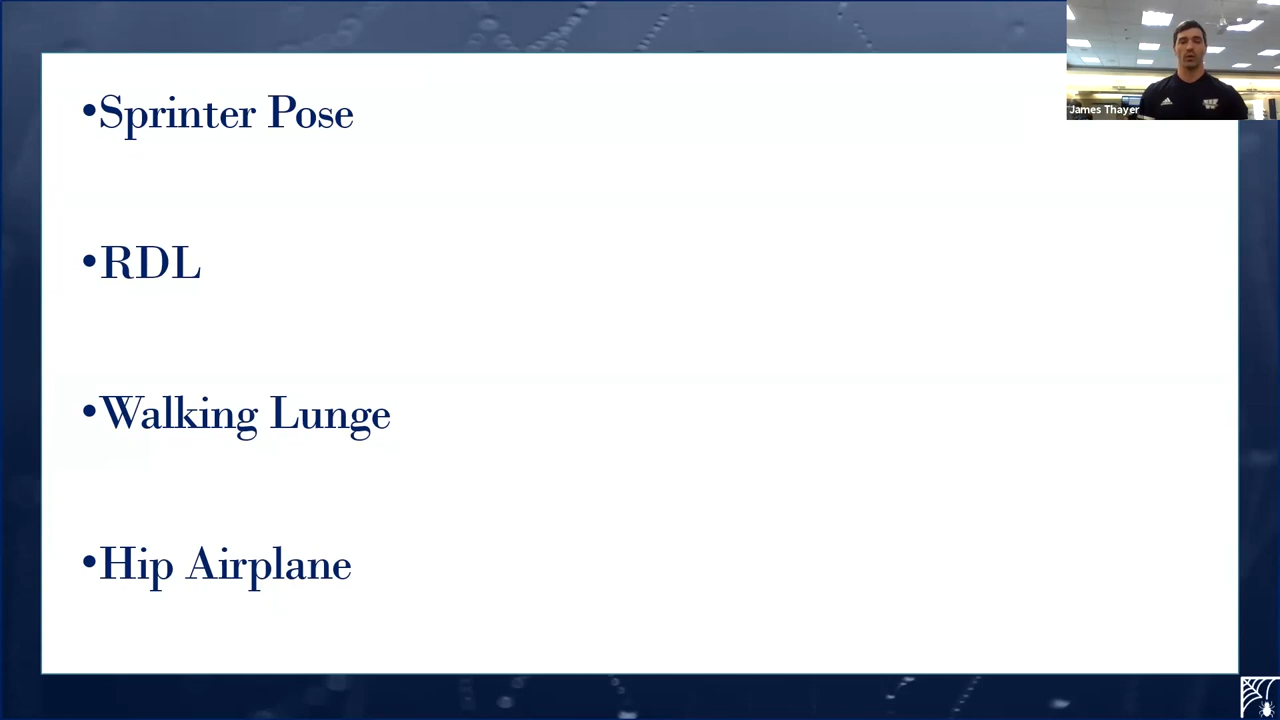 •Sprinter Pose
•RDL
•Walking Lunge
•Hip Airplane
James Thayer